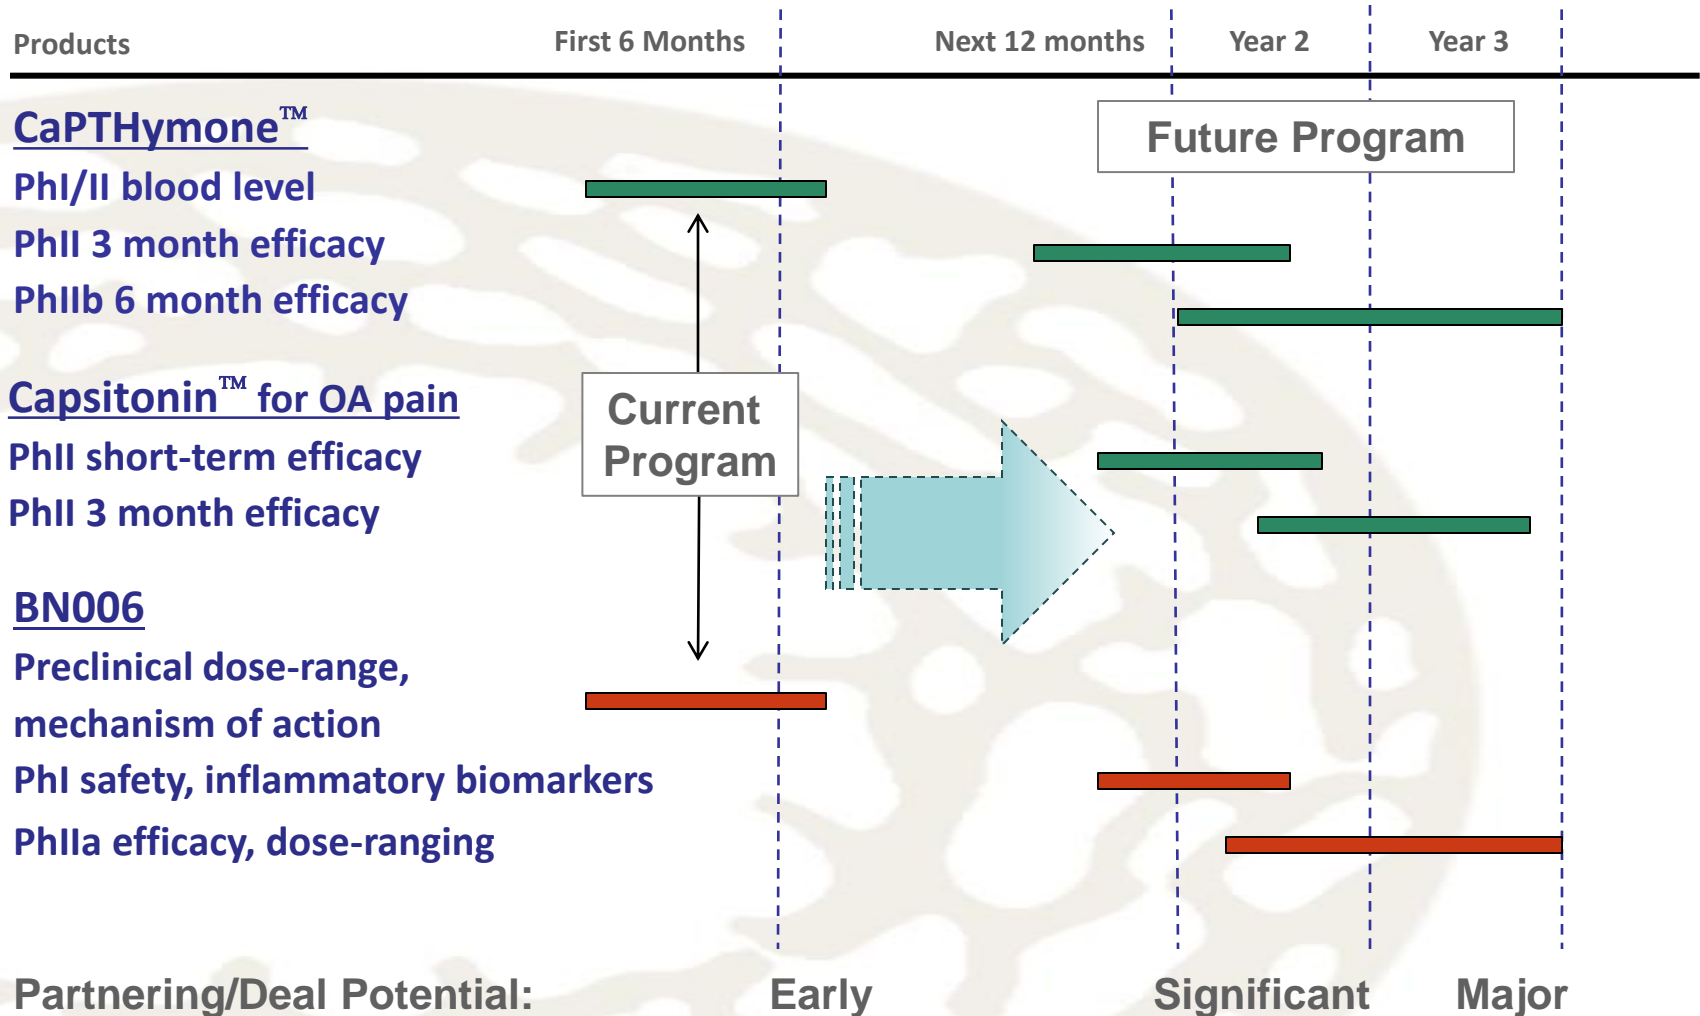 Products First 6 Months Next 12 months Year 2 Year 3
CaPTHymone™
Future Program
PhI/II blood level
PhII 3 month efficacy
PhIIb 6 month efficacy
Capsitonin™ for OA pain
Current
Program
PhII short-term efficacy
PhII 3 month efficacy
BN006
Preclinical dose-range,
mechanism of action
PhI safety, inflammatory biomarkers
PhIIa efficacy, dose-ranging
Partnering/Deal Potential: Early Significant Major